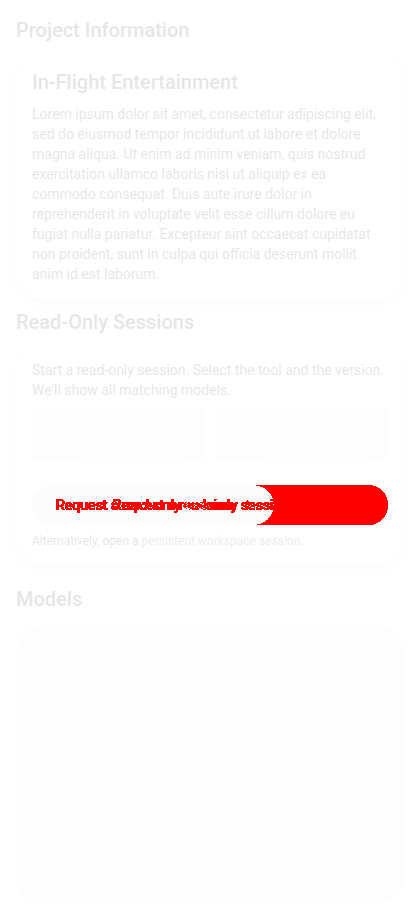 Project Information
In-Flight Entertainment
Lorem ipsum dolor sit amet, consectetur adipiscing elit,
sed do eiusmod tempor incididunt ut labore et dolore
magna aliqua. Ut enim ad minim veniam, quis nostrud
exercitation ullamco laboris nisi ut aliquip ex ea
commodo consequat. Duis aute irure dolor in
reprehenderit in voluptate velit esse cillum dolore eu
fugiat nulla pariatur. Excepteur sint occaecat cupidatat
non proident, sunt in culpa qui officia deserunt mollit
anim id est laborum.
Read-Only Sessions
Start a read-only session. Select the tool and the version.
We'll show all matching models.
Request
Alternatively, open a persistent workspace session.
Models